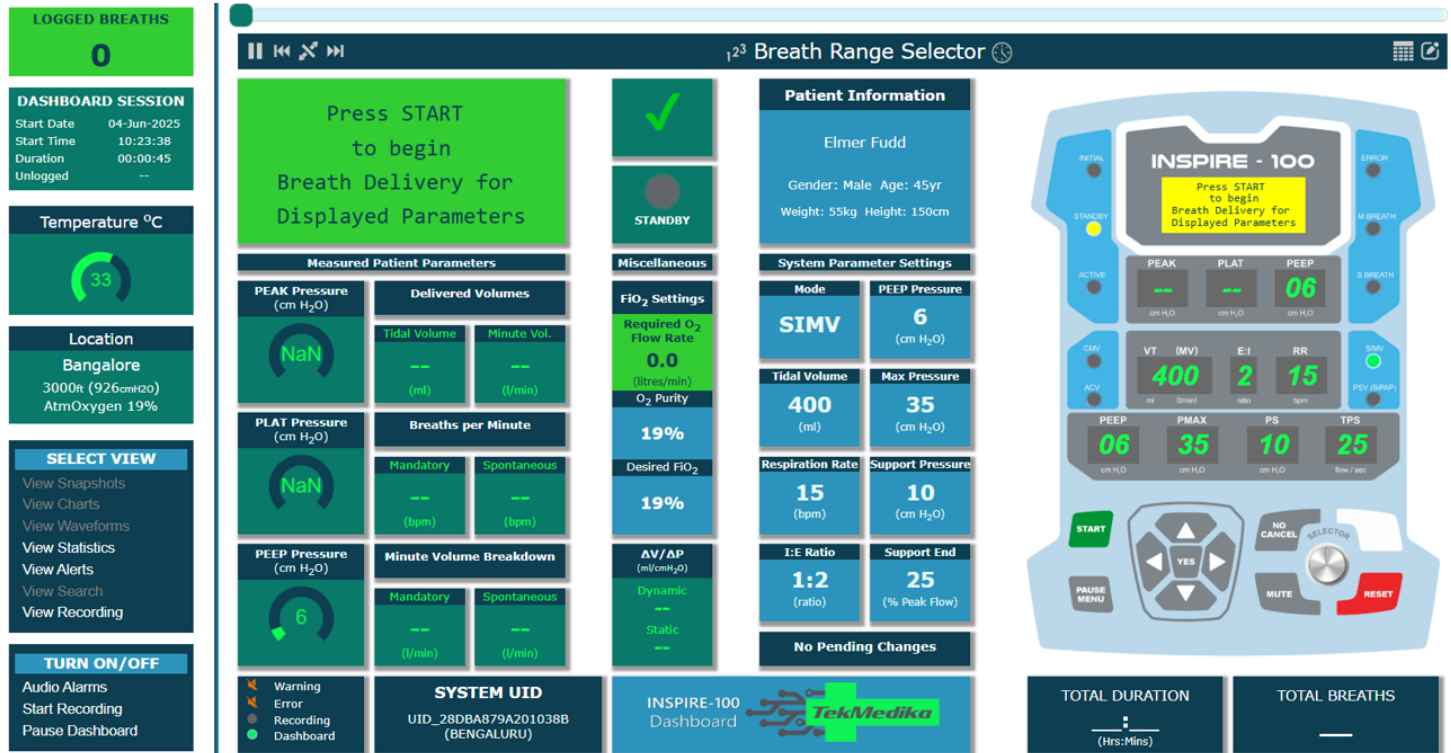 LOGGED BREATHS
0
DASHBOARD SESSION
Start Date 04-Jun-2025
Start Time 10:23:38
Duration 00:00:45
Unlogged --
Temperature ⁰C
33
Location
Bangalore
3000ft (926cmH2O)
AtmOxygen 19%
SELECT VIEW
View Snapshots
View Charts
View Waveforms
View Statistics
View Alerts
View Search
View Recording
TURN ON/OFF
Audio Alarms
Start Recording
Pause Dashboard
1²³ Breath Range Selector
Press START
to begin
Breath Delivery for
Displayed Parameters
STANDBY
Patient Information
Elmer Fudd
Gender: Male Age: 45yr
Weight: 55kg Height: 150cm
Measured Patient Parameters
PEAK Pressure
(cm H₂O)
NaN
Delivered Volumes
Tidal Volume
--
(ml)
Minute Vol.
--
(l/min)
PLAT Pressure
(cm H₂O)
NaN
Breaths per Minute
Mandatory
--
(bpm)
Spontaneous
--
(bpm)
PEEP Pressure
(cm H₂O)
6
Minute Volume Breakdown
Mandatory
--
(l/min)
Spontaneous
--
(l/min)
Miscellaneous
FiO₂ Settings
Required O₂
Flow Rate
0.0
(litres/min)
O₂ Purity
19%
Desired FiO₂
19%
ΔV/ΔP
(ml/cmH₂O)
Dynamic
--
Static
--
System Parameter Settings
Mode
SIMV
PEEP Pressure
6
(cm H₂O)
Tidal Volume
400
(ml)
Max Pressure
35
(cm H₂O)
Respiration Rate
15
(bpm)
Support Pressure
10
(cm H₂O)
I:E Ratio
1:2
(ratio)
Support End
25
(% Peak Flow)
No Pending Changes
Warning
Error
Recording
Dashboard
SYSTEM UID
UID_28DBA879A201038B
(BENGALURU)
INSPIRE-100
Dashboard
TekMedika
INITIAL
STANDBY
ACTIVE
INSPIRE - 100
Press START
to begin
Breath Delivery for
Displayed Parameters
ERROR
M BREATH
S BREATH
PEAK PLAT PEEP
-- -- 06
cm H₂O cm H₂O cm H₂O
CMV
ACV
VT (MV) E:I RR
400 2 15
ml (l/min) ratio bpm
SIMV
PSV (BiPAP)
PEEP PMAX PS TPS
06 35 10 25
cm H₂O cm H₂O cm H₂O flow / sec
START
PAUSE
MENU
YES
NO
CANCEL
SELECTOR
MUTE
RESET
TOTAL DURATION
__:__
(Hrs:Mins)
TOTAL BREATHS
__